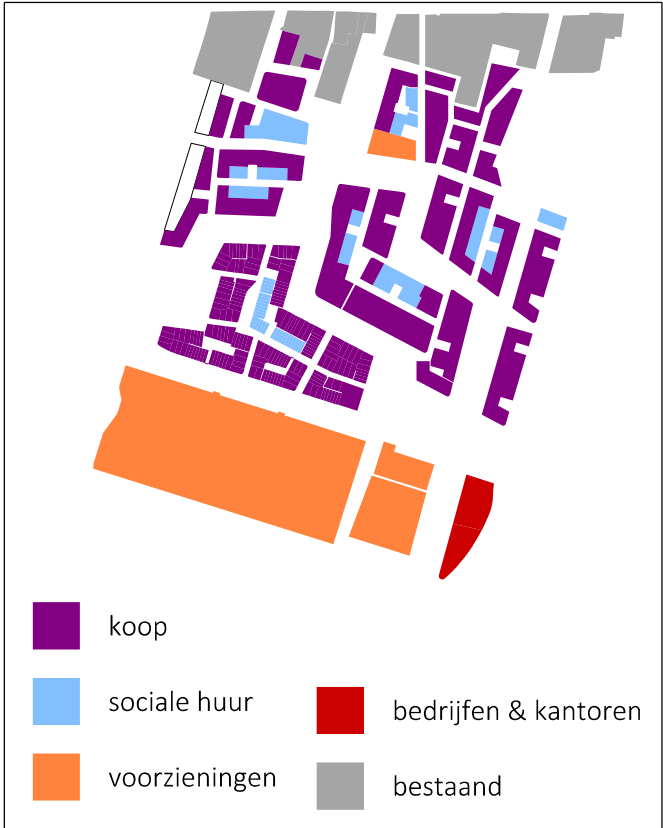 koop
sociale huur
voorzieningen
bedrijfen & kantoren
bestaand